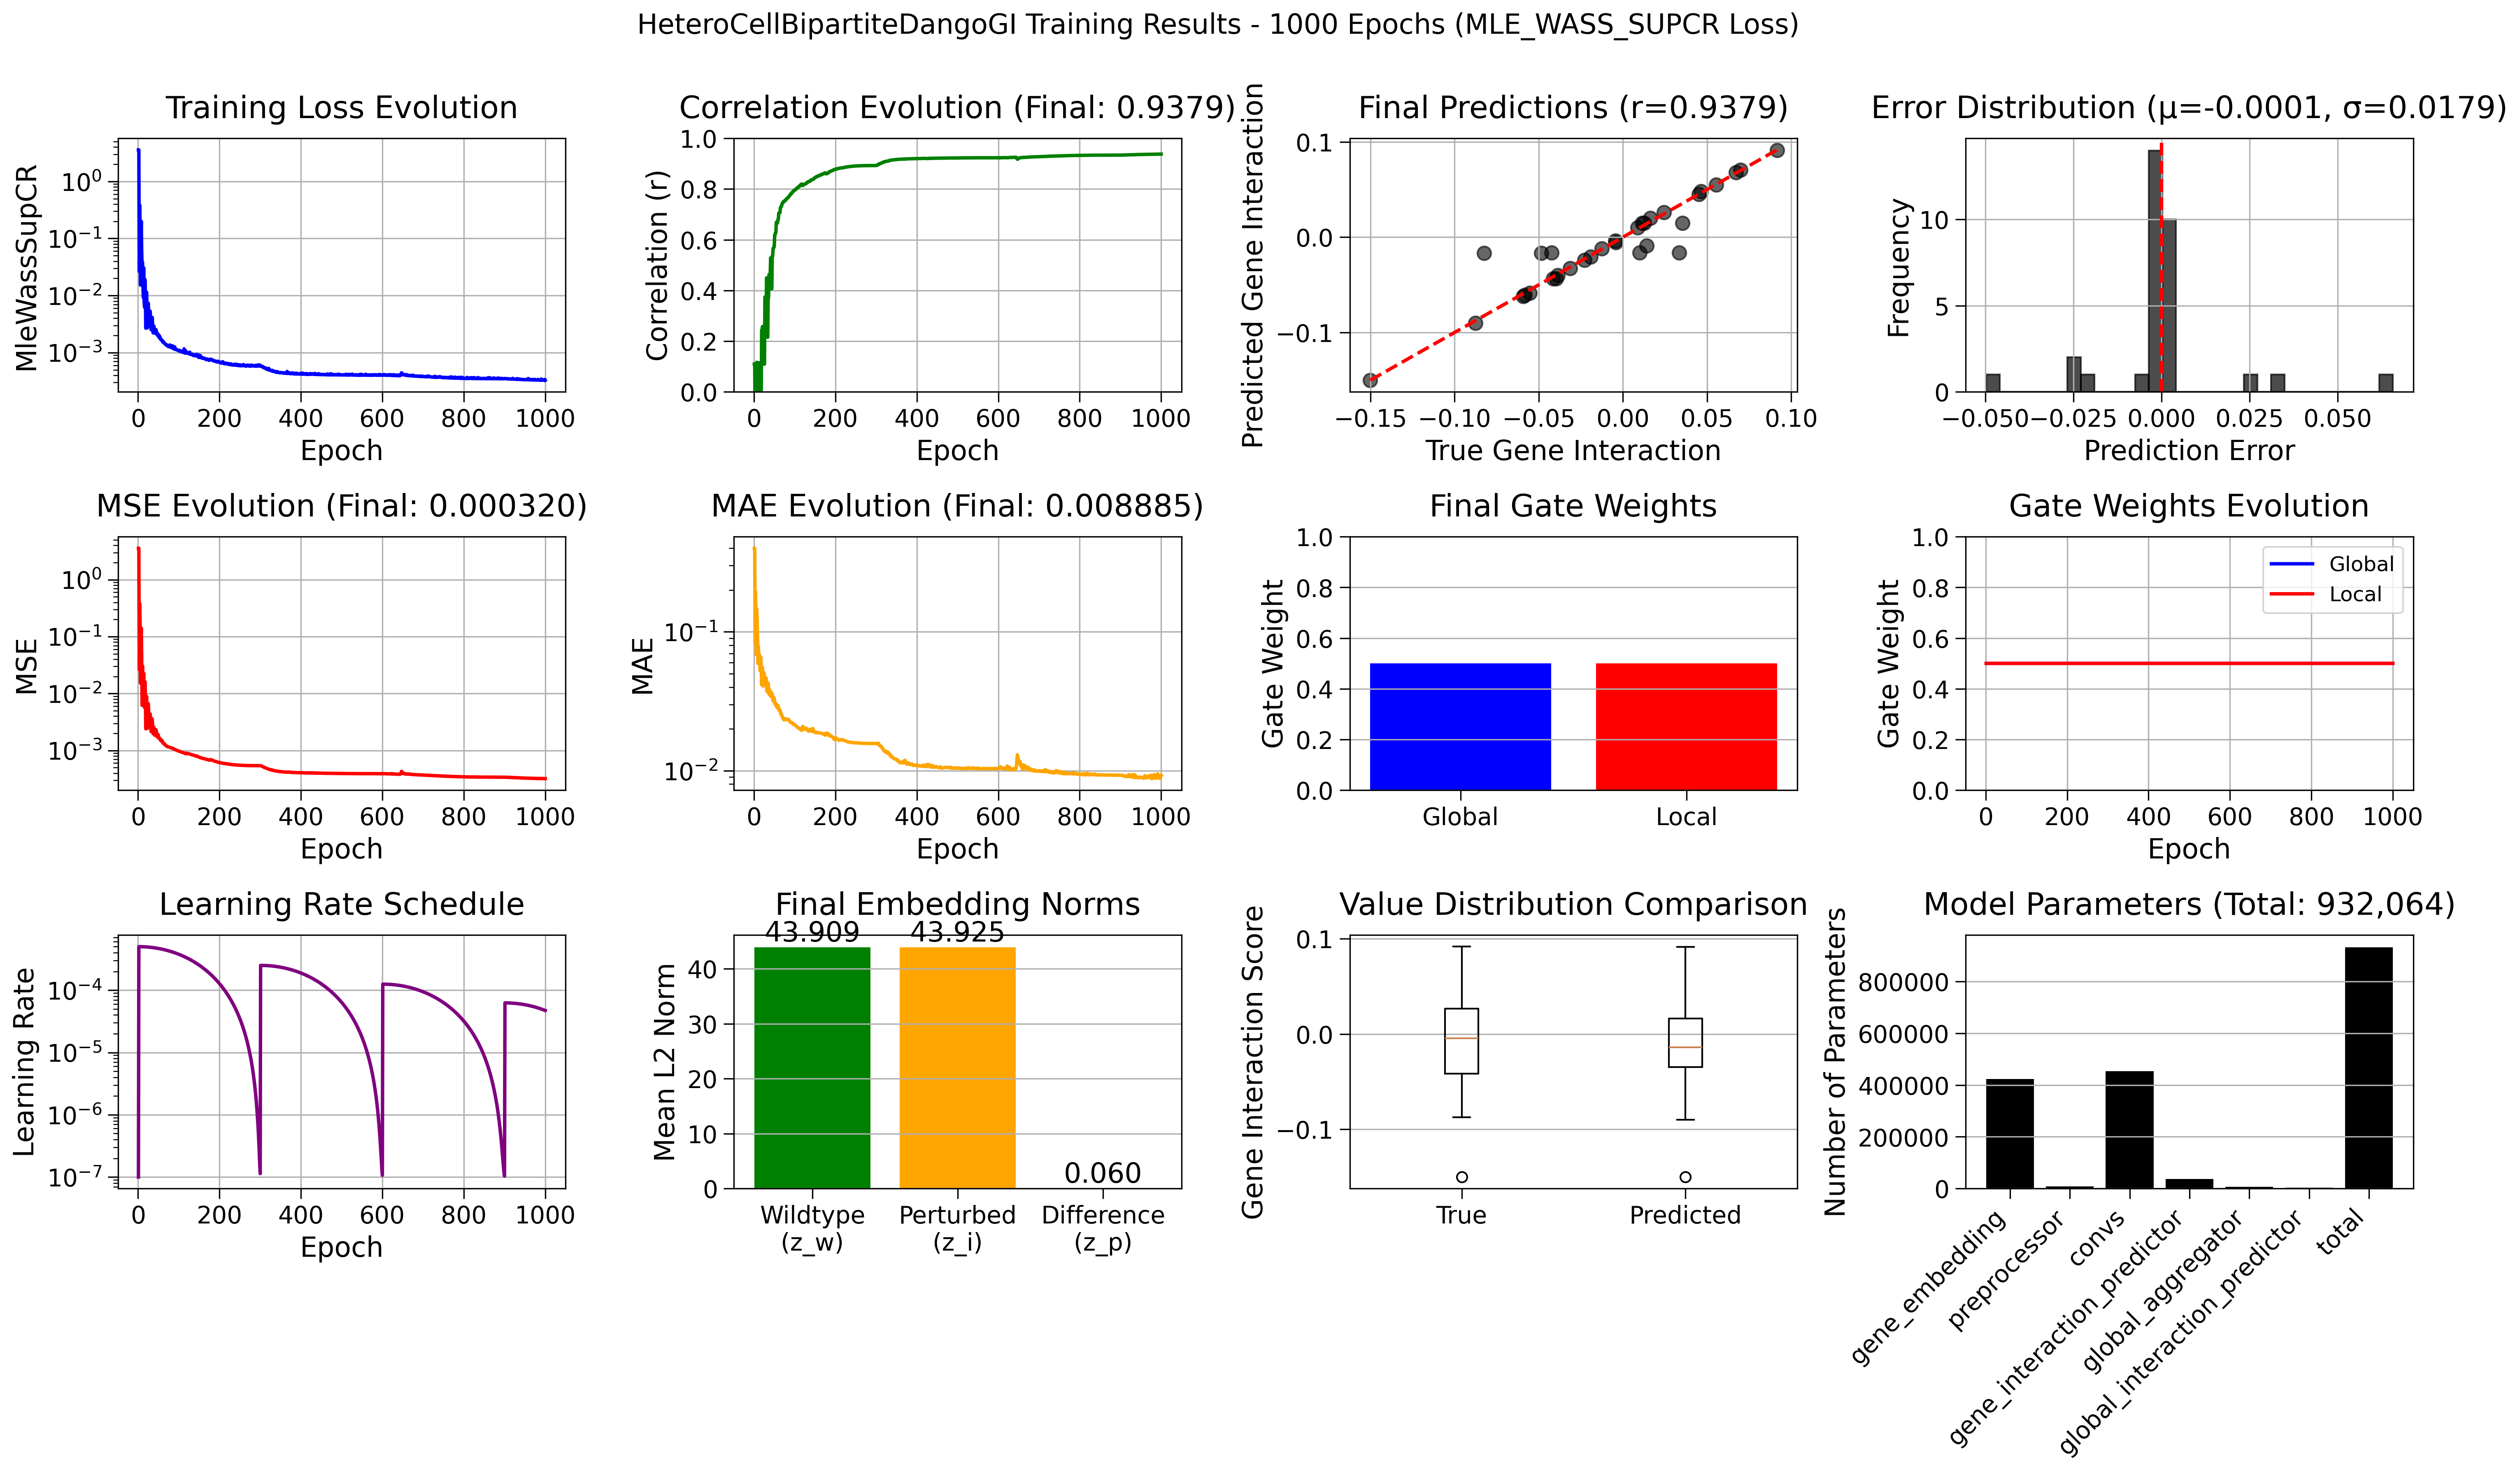 HeteroCellBipartiteDangoGI Training Results - 1000 Epochs (MLE_WASS_SUPCR Loss)
Training Loss Evolution
MleWassSupCR
10⁰
10⁻¹
10⁻²
10⁻³
0 200 400 600 800 1000
Epoch
Correlation Evolution (Final: 0.9379)
Correlation (r)
1.0
0.8
0.6
0.4
0.2
0.0
0 200 400 600 800 1000
Epoch
Final Predictions (r=0.9379)
Predicted Gene Interaction
0.1
0.0
−0.1
−0.15 −0.10 −0.05 0.00 0.05 0.10
True Gene Interaction
Error Distribution (μ=-0.0001, σ=0.0179)
Frequency
10
5
0
−0.050 −0.025 0.000 0.025 0.050
Prediction Error
MSE Evolution (Final: 0.000320)
MSE
10⁰
10⁻¹
10⁻²
10⁻³
0 200 400 600 800 1000
Epoch
MAE Evolution (Final: 0.008885)
MAE
10⁻¹
10⁻²
0 200 400 600 800 1000
Epoch
Final Gate Weights
Gate Weight
1.0
0.8
0.6
0.4
0.2
0.0
Global Local
Gate Weights Evolution
Gate Weight
1.0
0.8
0.6
0.4
0.2
0.0
Global
Local
0 200 400 600 800 1000
Epoch
Learning Rate Schedule
Learning Rate
10⁻⁴
10⁻⁵
10⁻⁶
10⁻⁷
0 200 400 600 800 1000
Epoch
Final Embedding Norms
43.909 43.925
Mean L2 Norm
40
30
20
10
0
0.060
Wildtype Perturbed Difference
(z_w) (z_i) (z_p)
Value Distribution Comparison
Gene Interaction Score
0.1
0.0
−0.1
True Predicted
Model Parameters (Total: 932,064)
Number of Parameters
800000
600000
400000
200000
0
gene_embedding
preprocessor
convs
gene_interaction_predictor
global_aggregator
global_interaction_predictor
total